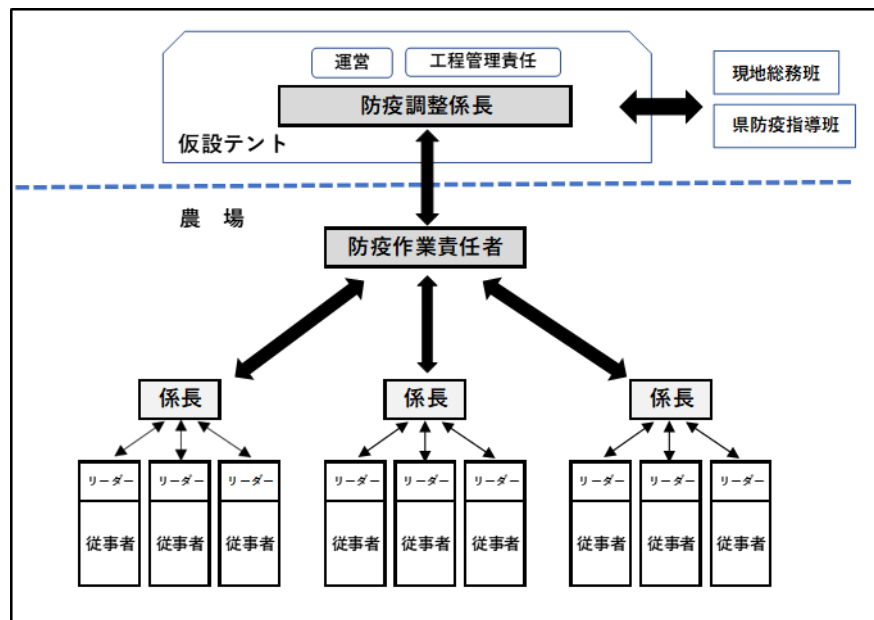 運営
工程管理責任
防疫調整係長
仮設テント
現地総務班
県防疫指導班
農 場
防疫作業責任者
係長
係長
係長
リーダー
リーダー
リーダー
リーダー
リーダー
リーダー
リーダー
リーダー
リーダー
従事者
従事者
従事者
従事者
従事者
従事者
従事者
従事者
従事者